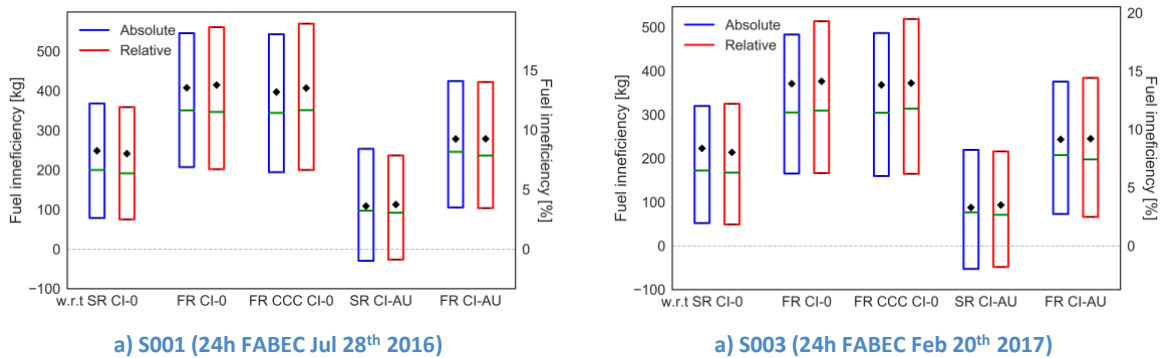 Absolute
Relative
Fuel inneficiency [kg]
500
400
300
200
100
0
−100
15
10
5
0
Fuel inneficiency [%]
w.r.t SR CI-0 FR CI-0 FR CCC CI-0 SR CI-AU FR CI-AU
a) S001 (24h FABEC Jul 28th 2016)
Absolute
Relative
Fuel inneficiency [kg]
500
400
300
200
100
0
−100
20
15
10
5
0
Fuel inneficiency [%]
w.r.t SR CI-0 FR CI-0 FR CCC CI-0 SR CI-AU FR CI-AU
a) S003 (24h FABEC Feb 20th 2017)